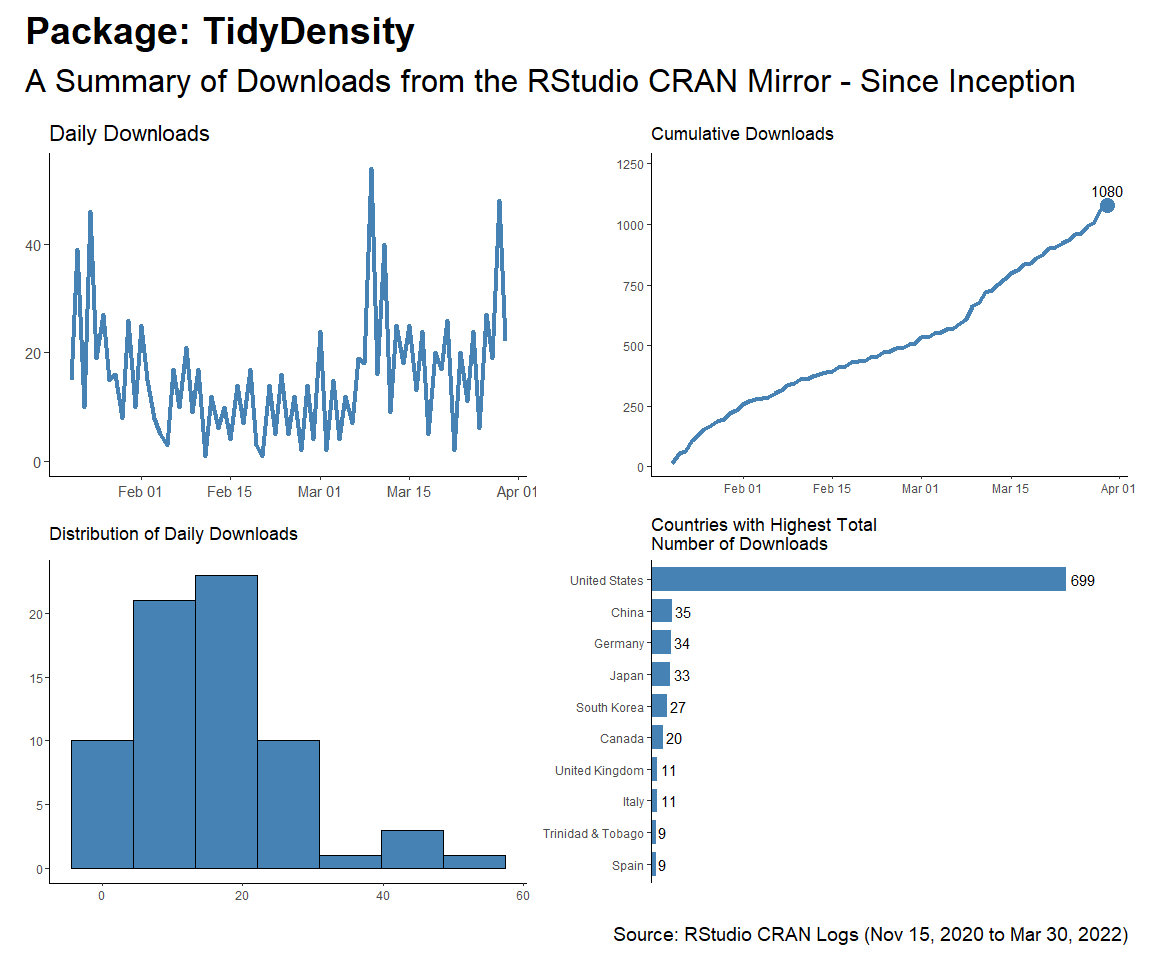 Package: TidyDensity
A Summary of Downloads from the RStudio CRAN Mirror - Since Inception
Daily Downloads
40
20
0
Feb 01 Feb 15 Mar 01 Mar 15 Apr 01
Cumulative Downloads
1250
1000
750
500
250
0
1080
Feb 01 Feb 15 Mar 01 Mar 15 Apr 01
Distribution of Daily Downloads
20
15
10
5
0
0 20 40 60
Countries with Highest Total
Number of Downloads
United States 699
China 35
Germany 34
Japan 33
South Korea 27
Canada 20
United Kingdom 11
Italy 11
Trinidad & Tobago 9
Spain 9
Source: RStudio CRAN Logs (Nov 15, 2020 to Mar 30, 2022)